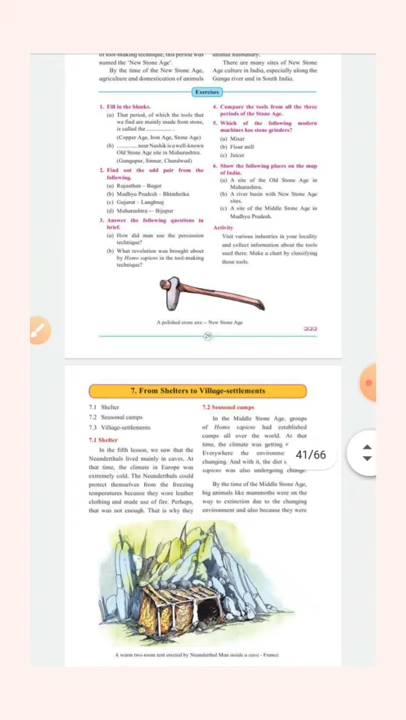 of tool-making technique, this period was
named the 'New Stone Age'.
By the time of the New Stone Age,
agriculture and domestication of animals
There are many sites of New Stone
Age culture in India, especially along the
Ganga river and in South India.
Exercises
1. Fill in the blanks.
(a) That period, of which the tools that
we find are mainly made from stone,
is called the .............. .
(Copper Age, Iron Age, Stone Age)
(b) ........... near Nashik is a well-known
Old Stone Age site in Maharashtra.
(Gangapur, Sinnar, Chandwad)
2. Find out the odd pair from the
following.
(a) Rajasthan – Bagor
(b) Madhya Pradesh – Bhimbetka
(c) Gujarat – Langhnaj
(d) Maharashtra – Bijapur
3. Answer the following questions in
brief.
(a) How did man use the percussion
technique?
(b) What revolution was brought about
by Homo sapiens in the tool-making
technique?
4. Compare the tools from all the three
periods of the Stone Age.
5. Which of the following modern
machines has stone grinders?
(a) Mixer
(b) Flour mill
(c) Juicer
6. Show the following places on the map
of India.
(a) A site of the Old Stone Age in
Maharashtra.
(b) A river basin with New Stone Age
sites.
(c) A site of the Middle Stone Age in
Madhya Pradesh.
Activity
Visit various industries in your locality
and collect information about the tools
used there. Make a chart by classifying
those tools.
A polished stone axe – New Stone Age
29
7. From Shelters to Village-settlements
7.1 Shelter
7.2 Seasonal camps
7.3 Village-settlements
7.1 Shelter
In the fifth lesson, we saw that the
Neanderthals lived mainly in caves. At
that time, the climate in Europe was
extremely cold. The Neanderthals could
protect themselves from the freezing
temperatures because they wore leather
clothing and made use of fire. Perhaps,
that was not enough. That is why they
7.2 Seasonal camps
In the Middle Stone Age, groups
of Homo sapiens had established
camps all over the world. At that
time, the climate was getting
Everywhere the environme
changing. And with it, the diet
sapiens was also undergoing change.
By the time of the Middle Stone Age,
big animals like mammoths were on the
way to extinction due to the changing
environment and also because they were
41/66
A warm two-room tent erected by Neanderthal Man inside a cave - France